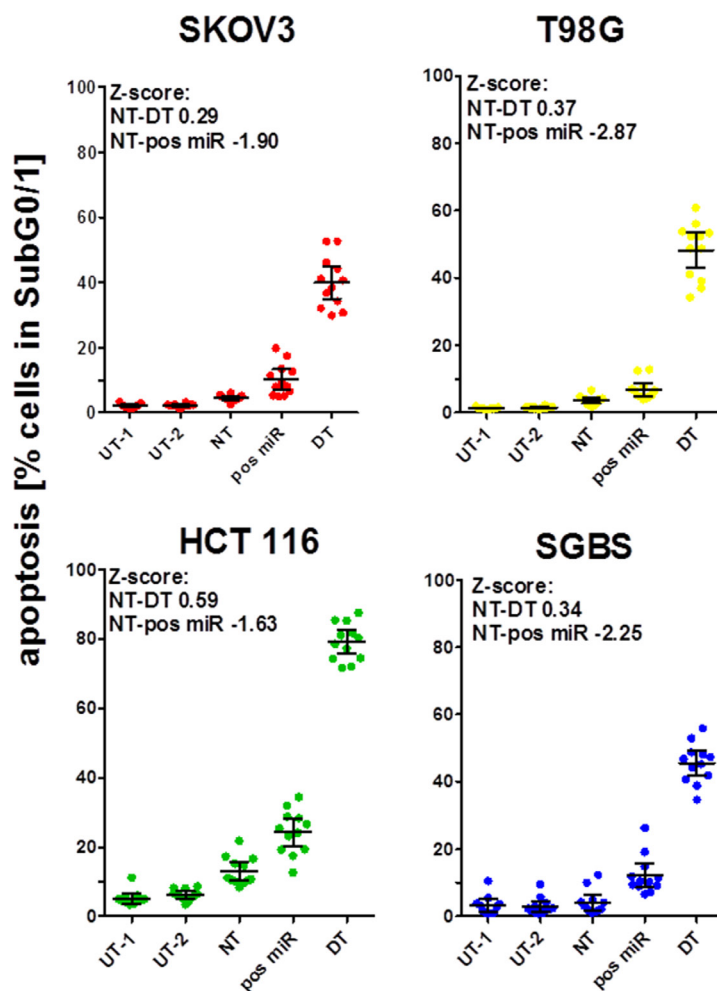 SKOV3
T98G
apoptosis [% cells in SubG0/1]
100
80
60
40
20
0
Z-score:
NT-DT 0.29
NT-pos miR -1.90
UT-1
UT-2
NT
pos miR
DT
100
80
60
40
20
0
Z-score:
NT-DT 0.37
NT-pos miR -2.87
UT-1
UT-2
NT
pos miR
DT
HCT 116
SGBS
100
80
60
40
20
0
Z-score:
NT-DT 0.59
NT-pos miR -1.63
UT-1
UT-2
NT
pos miR
DT
100
80
60
40
20
0
Z-score:
NT-DT 0.34
NT-pos miR -2.25
UT-1
UT-2
NT
pos miR
DT